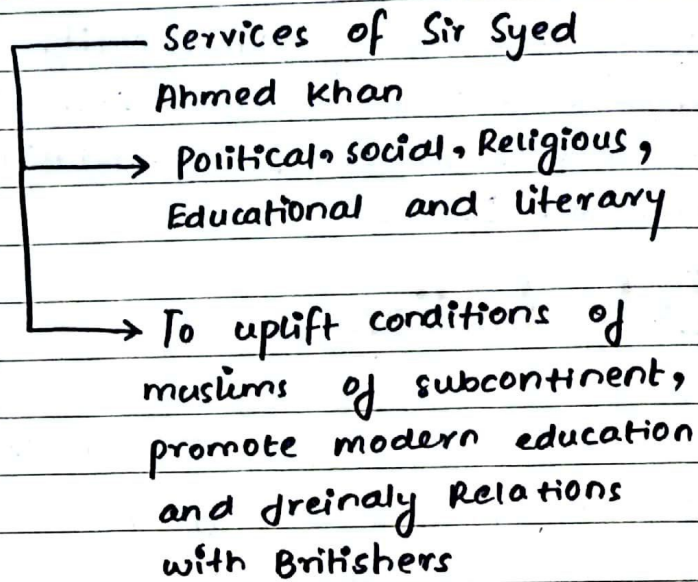 Services of Sir Syed
Ahmed Khan
Political, social, Religious,
Educational and literary
To uplift conditions of
muslims of subcontinent,
promote modern education
and freinaly Relations
with Britishers